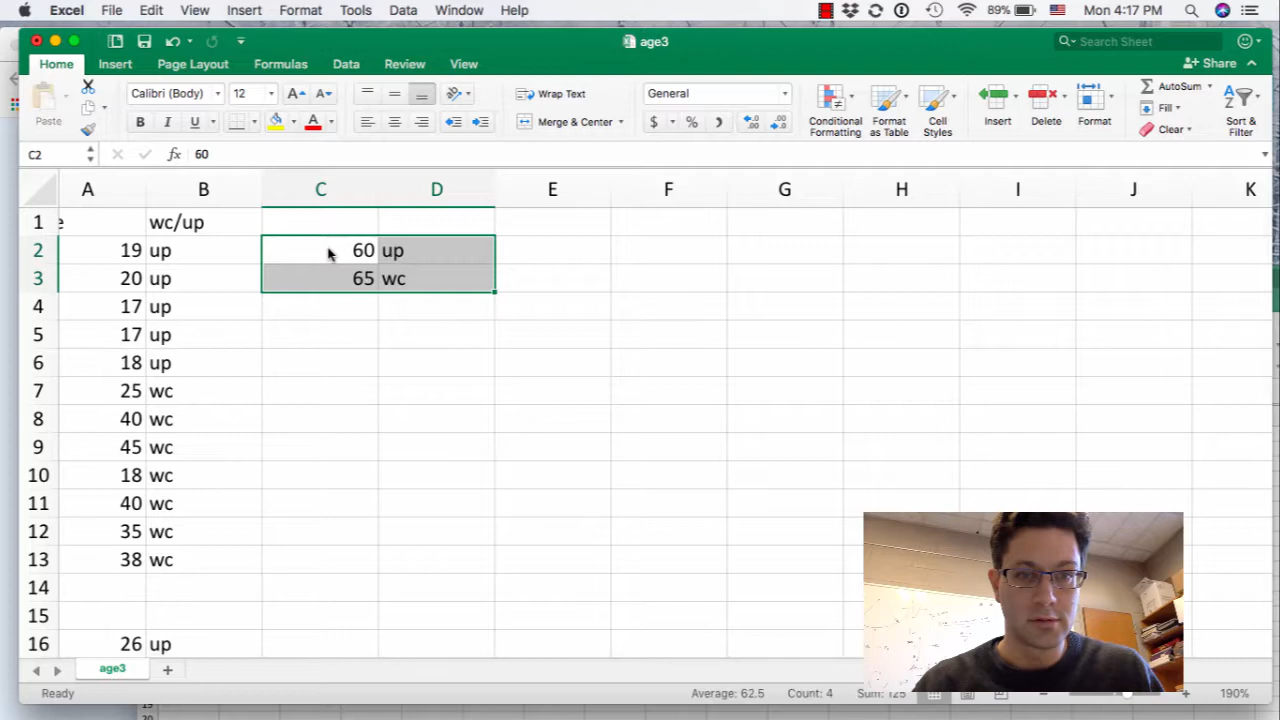 Excel File Edit View Insert Format Tools Data Window Help 89% Mon 4:17 PM
age3 Search Sheet
Home Insert Page Layout Formulas Data Review View Share
Calibri (Body) 12 Wrap Text General AutoSum
Paste B I U Merge & Center $ % Conditional Formatting Format as Table Cell Styles Insert Delete Format Fill Clear Sort & Filter
C2 fx 60
A B C D E F G H I J K
1 e wc/up
2 19 up 60 up
3 20 up 65 wc
4 17 up
5 17 up
6 18 up
7 25 wc
8 40 wc
9 45 wc
10 18 wc
11 40 wc
12 35 wc
13 38 wc
14
15
16 26 up
age3
Ready Average: 62.5 Count: 4 Sum: 125 190%
19
20